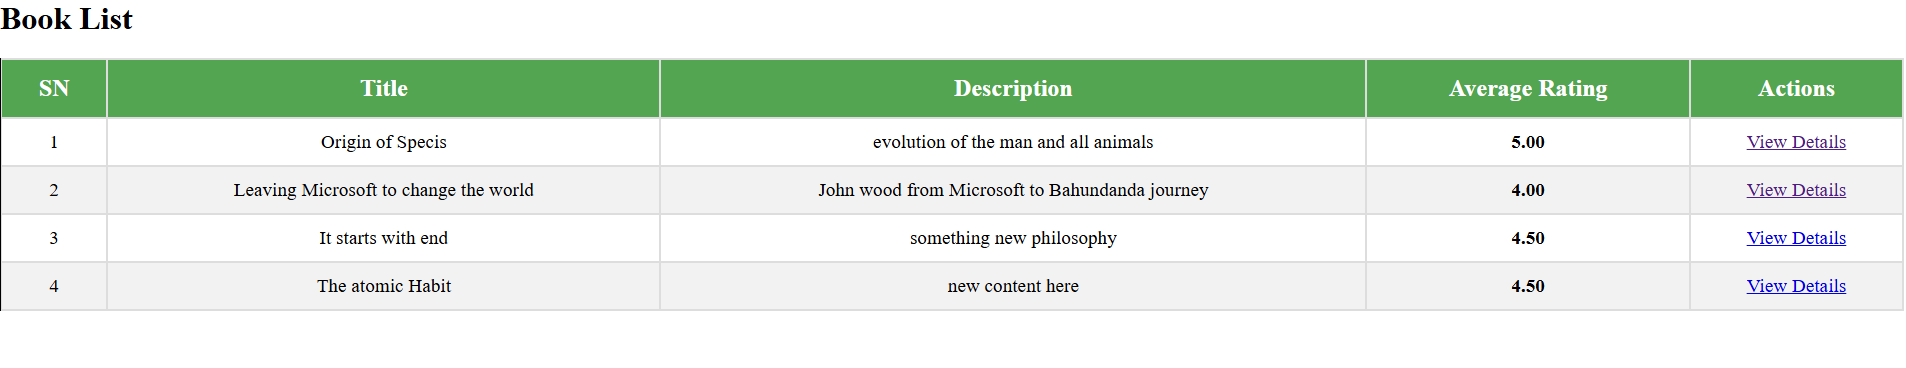 Book List
SN Title Description Average Rating Actions
1 Origin of Specis evolution of the man and all animals 5.00 View Details
2 Leaving Microsoft to change the world John wood from Microsoft to Bahundanda journey 4.00 View Details
3 It starts with end something new philosophy 4.50 View Details
4 The atomic Habit new content here 4.50 View Details